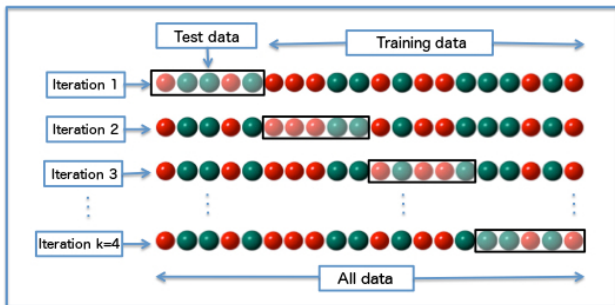 Test data
Training data
Iteration 1
Iteration 2
Iteration 3
Iteration k=4
All data